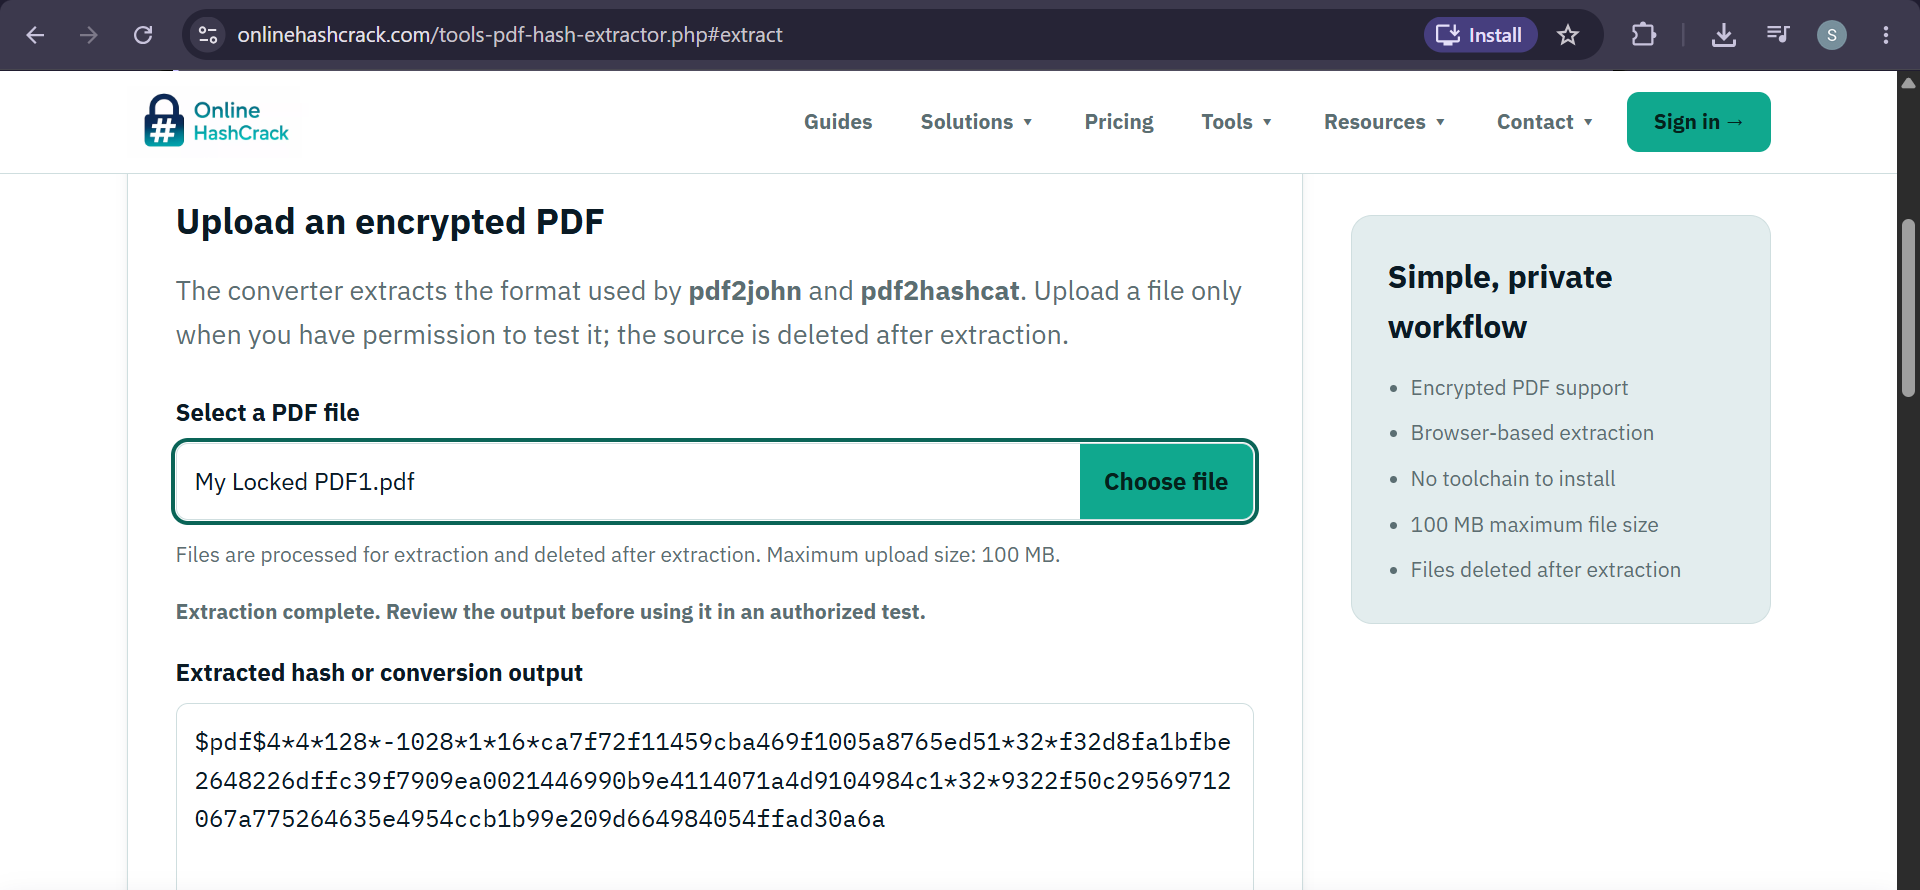 onlinehashcrack.com/tools-pdf-hash-extractor.php#extract
Install
S
Online
HashCrack
#
Guides
Solutions
Pricing
Tools
Resources
Contact
Sign in →
Upload an encrypted PDF
The converter extracts the format used by pdf2john and pdf2hashcat. Upload a file only
when you have permission to test it; the source is deleted after extraction.
Select a PDF file
My Locked PDF1.pdf
Choose file
Files are processed for extraction and deleted after extraction. Maximum upload size: 100 MB.
Extraction complete. Review the output before using it in an authorized test.
Extracted hash or conversion output
$pdf$4*4*128*-1028*1*16*ca7f72f11459cba469f1005a8765ed51*32*f32d8fa1bfbe
2648226dffc39f7909ea0021446990b9e4114071a4d9104984c1*32*9322f50c29569712
067a775264635e4954ccb1b99e209d664984054ffad30a6a
Simple, private
workflow
• Encrypted PDF support
• Browser-based extraction
• No toolchain to install
• 100 MB maximum file size
• Files deleted after extraction